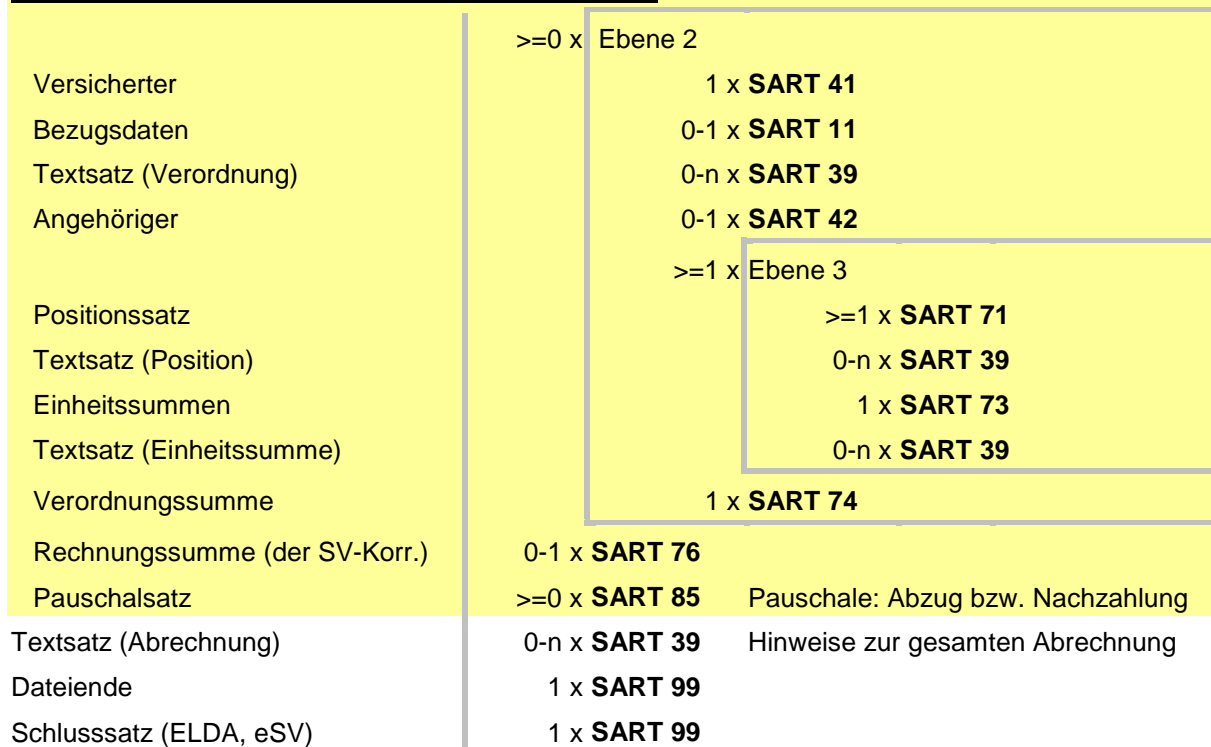 >=0 x Ebene 2
Versicherter 1 x SART 41
Bezugsdaten 0-1 x SART 11
Textsatz (Verordnung) 0-n x SART 39
Angehöriger 0-1 x SART 42
>=1 x Ebene 3
Positionssatz >=1 x SART 71
Textsatz (Position) 0-n x SART 39
Einheitssummen 1 x SART 73
Textsatz (Einheitssumme) 0-n x SART 39
Verordnungssumme 1 x SART 74
Rechnungssumme (der SV-Korr.) 0-1 x SART 76
Pauschalsatz >=0 x SART 85 Pauschale: Abzug bzw. Nachzahlung
Textsatz (Abrechnung) 0-n x SART 39 Hinweise zur gesamten Abrechnung
Dateiende 1 x SART 99
Schlusssatz (ELDA, eSV) 1 x SART 99